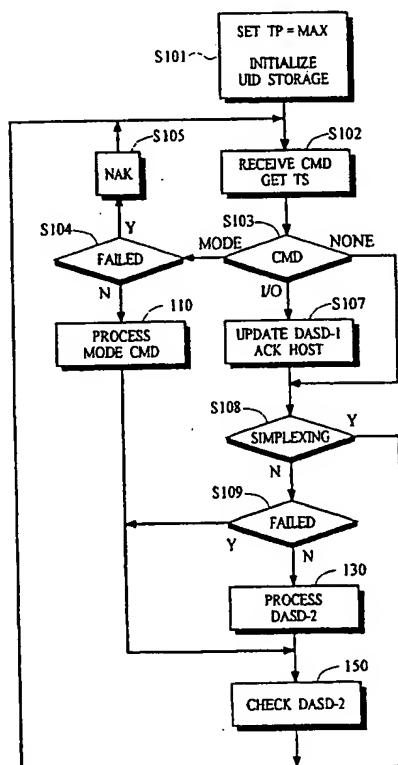 SET TP = MAX
INITIALIZE
UID STORAGE
S101
S105
S102
NAK
RECEIVE CMD
GET TS
Y
S104
S103
MODE
NONE
FAILED
CMD
N
I/O
110
S107
PROCESS
MODE CMD
UPDATE DASD-1
ACK HOST
S108
SIMPLEXING
Y
N
S109
FAILED
Y
N
130
PROCESS
DASD-2
150
CHECK DASD-2